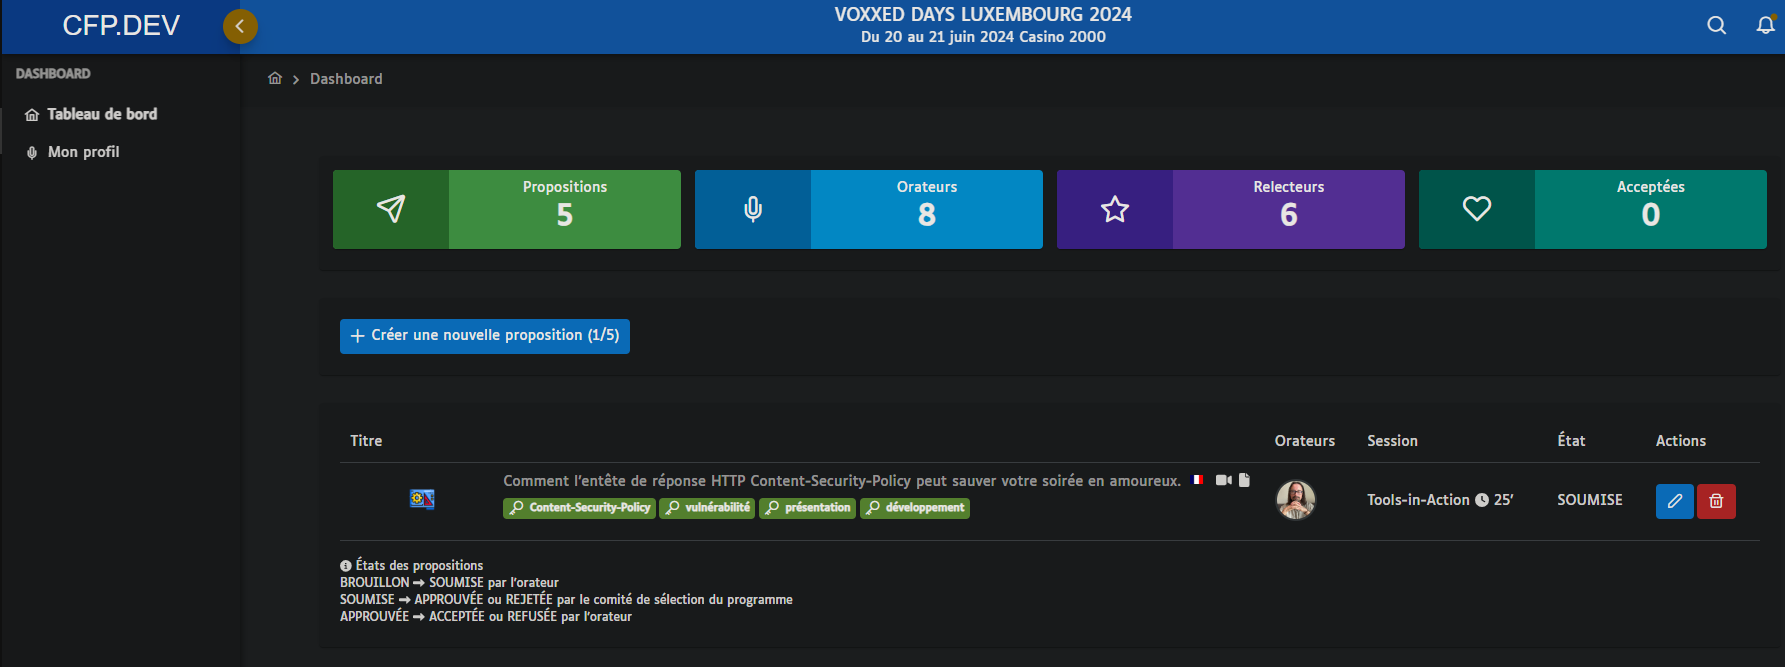 CFP.DEV
VOXXED DAYS LUXEMBOURG 2024
Du 20 au 21 juin 2024 Casino 2000
DASHBOARD
Tableau de bord
Mon profil
Dashboard
Propositions
5
Orateurs
8
Relecteurs
6
Acceptées
0
Créer une nouvelle proposition (1/5)
Titre Orateurs Session État Actions
Comment l'entête de réponse HTTP Content-Security-Policy peut sauver votre soirée en amoureux.
Content-Security-Policy vulnérabilité présentation développement
Tools-in-Action 25' SOUMISE
États des propositions
BROUILLON → SOUMISE par l'orateur
SOUMISE → APPROUVÉE ou REJETÉE par le comité de sélection du programme
APPROUVÉE → ACCEPTÉE ou REFUSÉE par l'orateur